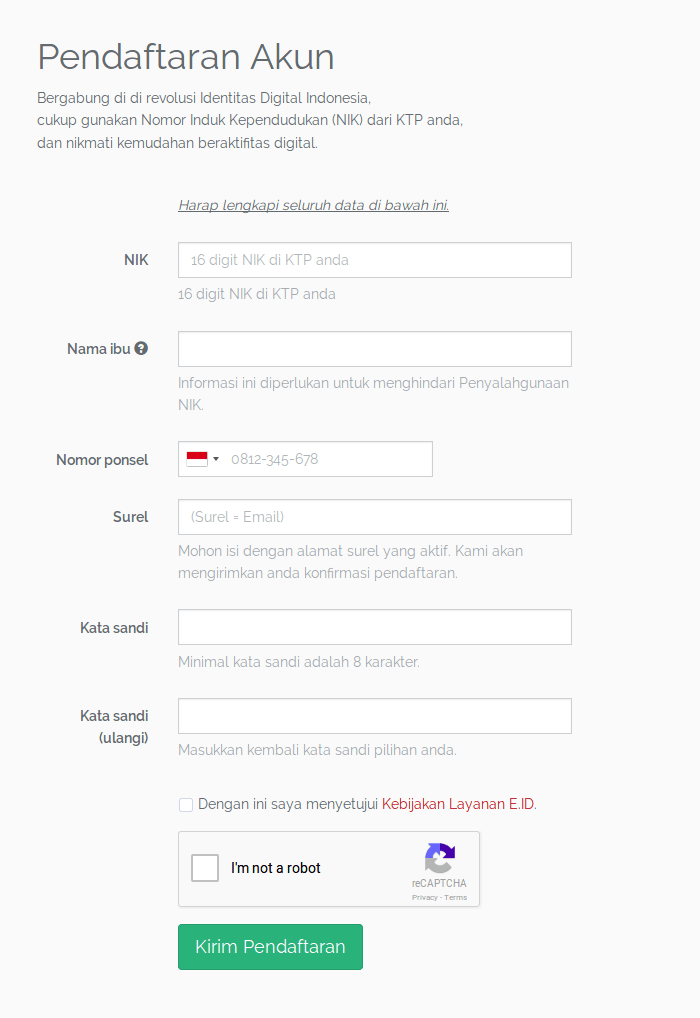 Pendaftaran Akun
Bergabung di di revolusi Identitas Digital Indonesia,
cukup gunakan Nomor Induk Kependudukan (NIK) dari KTP anda,
dan nikmati kemudahan beraktifitas digital.
Harap lengkapi seluruh data di bawah ini.
NIK
16 digit NIK di KTP anda
16 digit NIK di KTP anda
Nama ibu ?
Informasi ini diperlukan untuk menghindari Penyalahgunaan
NIK.
Nomor ponsel
0812-345-678
Surel
(Surel = Email)
Mohon isi dengan alamat surel yang aktif. Kami akan
mengirimkan anda konfirmasi pendaftaran.
Kata sandi
Minimal kata sandi adalah 8 karakter.
Kata sandi
(ulangi)
Masukkan kembali kata sandi pilihan anda.
Dengan ini saya menyetujui Kebijakan Layanan E.ID.
I'm not a robot
reCAPTCHA
Privacy - Terms
Kirim Pendaftaran